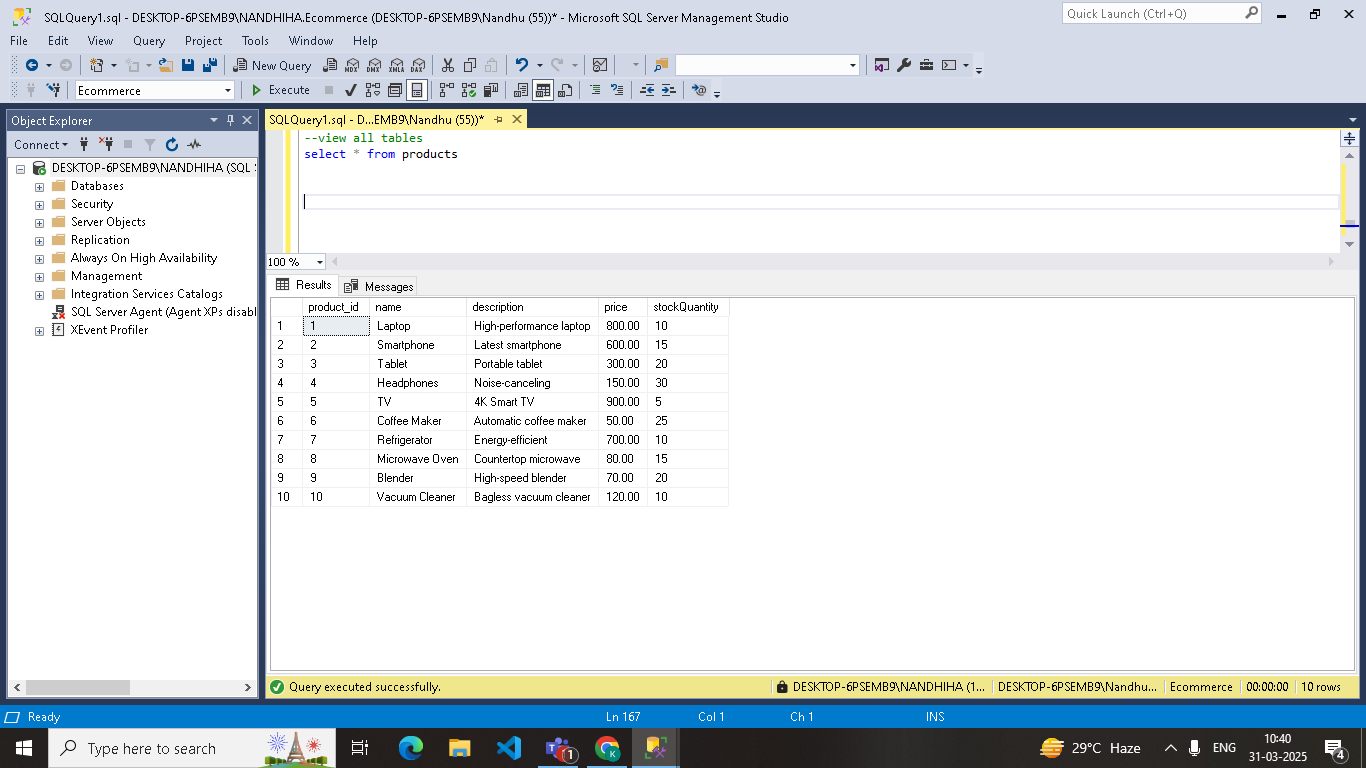 SQLQuery1.sql - DESKTOP-6PSEMB9\NANDHIHA.Ecommerce (DESKTOP-6PSEMB9\Nandhu (55))* - Microsoft SQL Server Management Studio
Quick Launch (Ctrl+Q)
File Edit View Query Project Tools Window Help
New Query
MDX DMX XMLA DAX
Ecommerce
Execute
Object Explorer
SQLQuery1.sql - D...EMB9\Nandhu (55))*
Connect
DESKTOP-6PSEMB9\NANDHIHA (SQL S
Databases
Security
Server Objects
Replication
Always On High Availability
Management
Integration Services Catalogs
SQL Server Agent (Agent XPs disabl
XEvent Profiler
--view all tables
select * from products
100 %
Results Messages
product_id name description price stockQuantity
1 1 Laptop High-performance laptop 800.00 10
2 2 Smartphone Latest smartphone 600.00 15
3 3 Tablet Portable tablet 300.00 20
4 4 Headphones Noise-canceling 150.00 30
5 5 TV 4K Smart TV 900.00 5
6 6 Coffee Maker Automatic coffee maker 50.00 25
7 7 Refrigerator Energy-efficient 700.00 10
8 8 Microwave Oven Countertop microwave 80.00 15
9 9 Blender High-speed blender 70.00 20
10 10 Vacuum Cleaner Bagless vacuum cleaner 120.00 10
Query executed successfully. DESKTOP-6PSEMB9\NANDHIHA (1... DESKTOP-6PSEMB9\Nandhu... Ecommerce 00:00:00 10 rows
Ready Ln 167 Col 1 Ch 1 INS
Type here to search
1
29°C Haze
ENG
10:40
31-03-2025
4